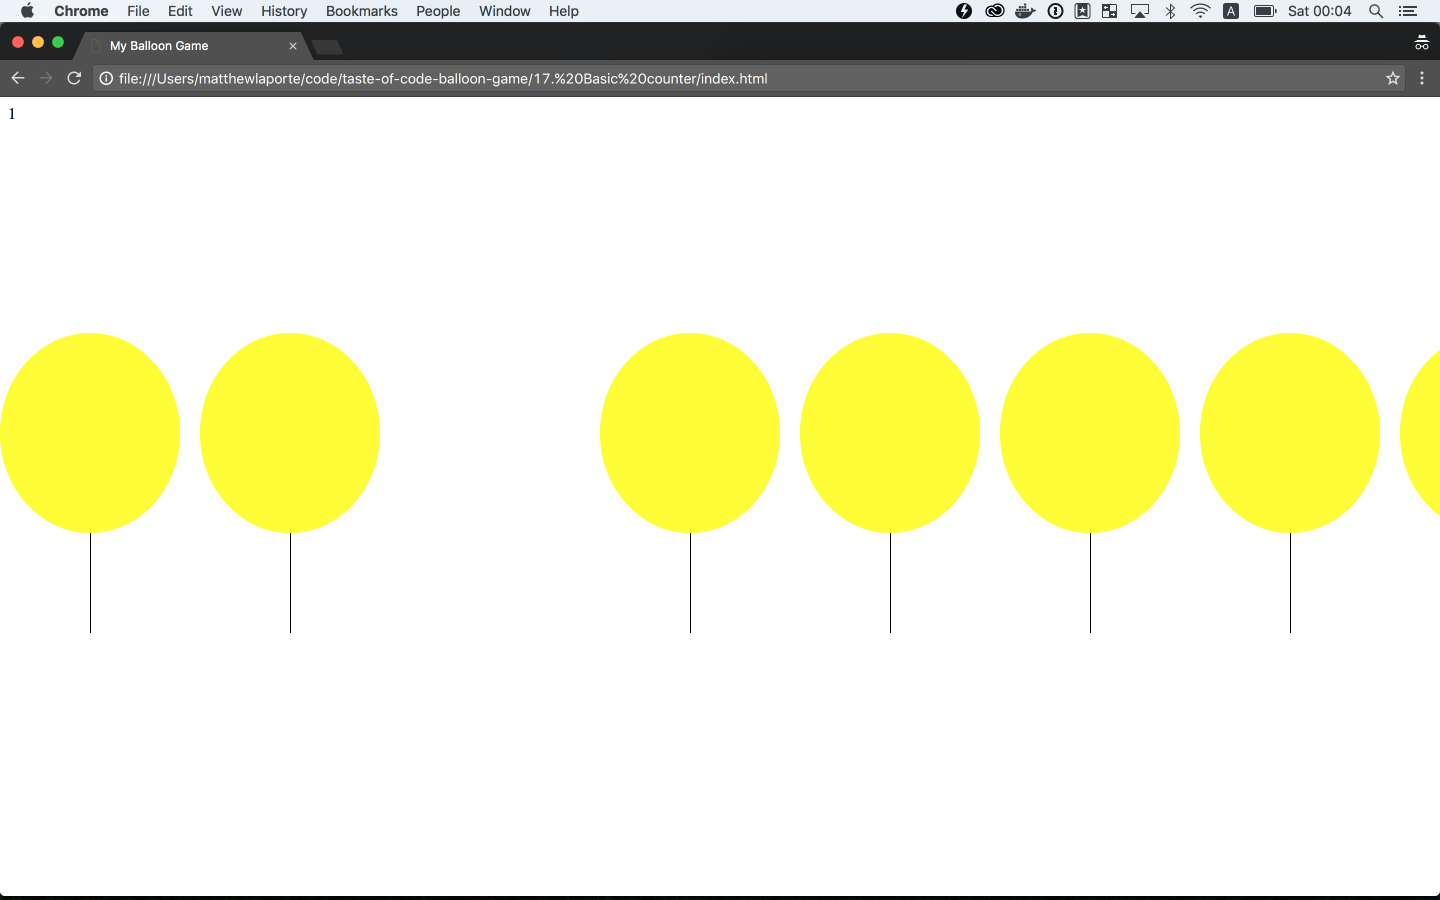 Chrome File Edit View History Bookmarks People Window Help A Sat 00:04
My Balloon Game
file:///Users/matthewlaporte/code/taste-of-code-balloon-game/17.%20Basic%20counter/index.html
1